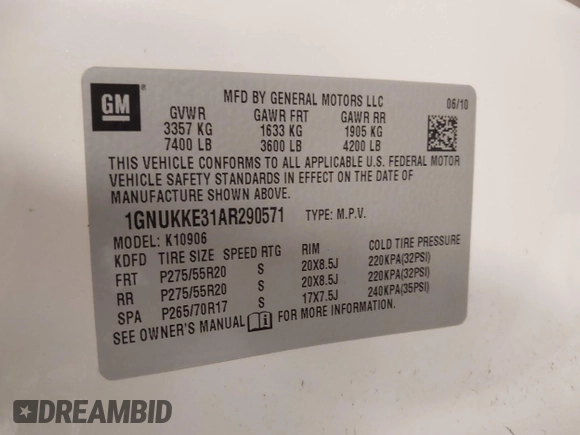 GM
MFD BY GENERAL MOTORS LLC 06/10
GVWR GAWR FRT GAWR RR
3357 KG 1633 KG 1905 KG
7400 LB 3600 LB 4200 LB
THIS VEHICLE CONFORMS TO ALL APPLICABLE U.S. FEDERAL MOTOR
VEHICLE SAFETY STANDARDS IN EFFECT ON THE DATE OF
MANUFACTURE SHOWN ABOVE.
1GNUKKE31AR290571 TYPE: M.P.V.
MODEL: K10906
KDFD TIRE SIZE SPEED RTG RIM COLD TIRE PRESSURE
FRT P275/55R20 S 20X8.5J 220KPA(32PSI)
RR P275/55R20 S 20X8.5J 220KPA(32PSI)
SPA P265/70R17 S 17X7.5J 240KPA(35PSI)
SEE OWNER'S MANUAL FOR MORE INFORMATION.
DREAMBID